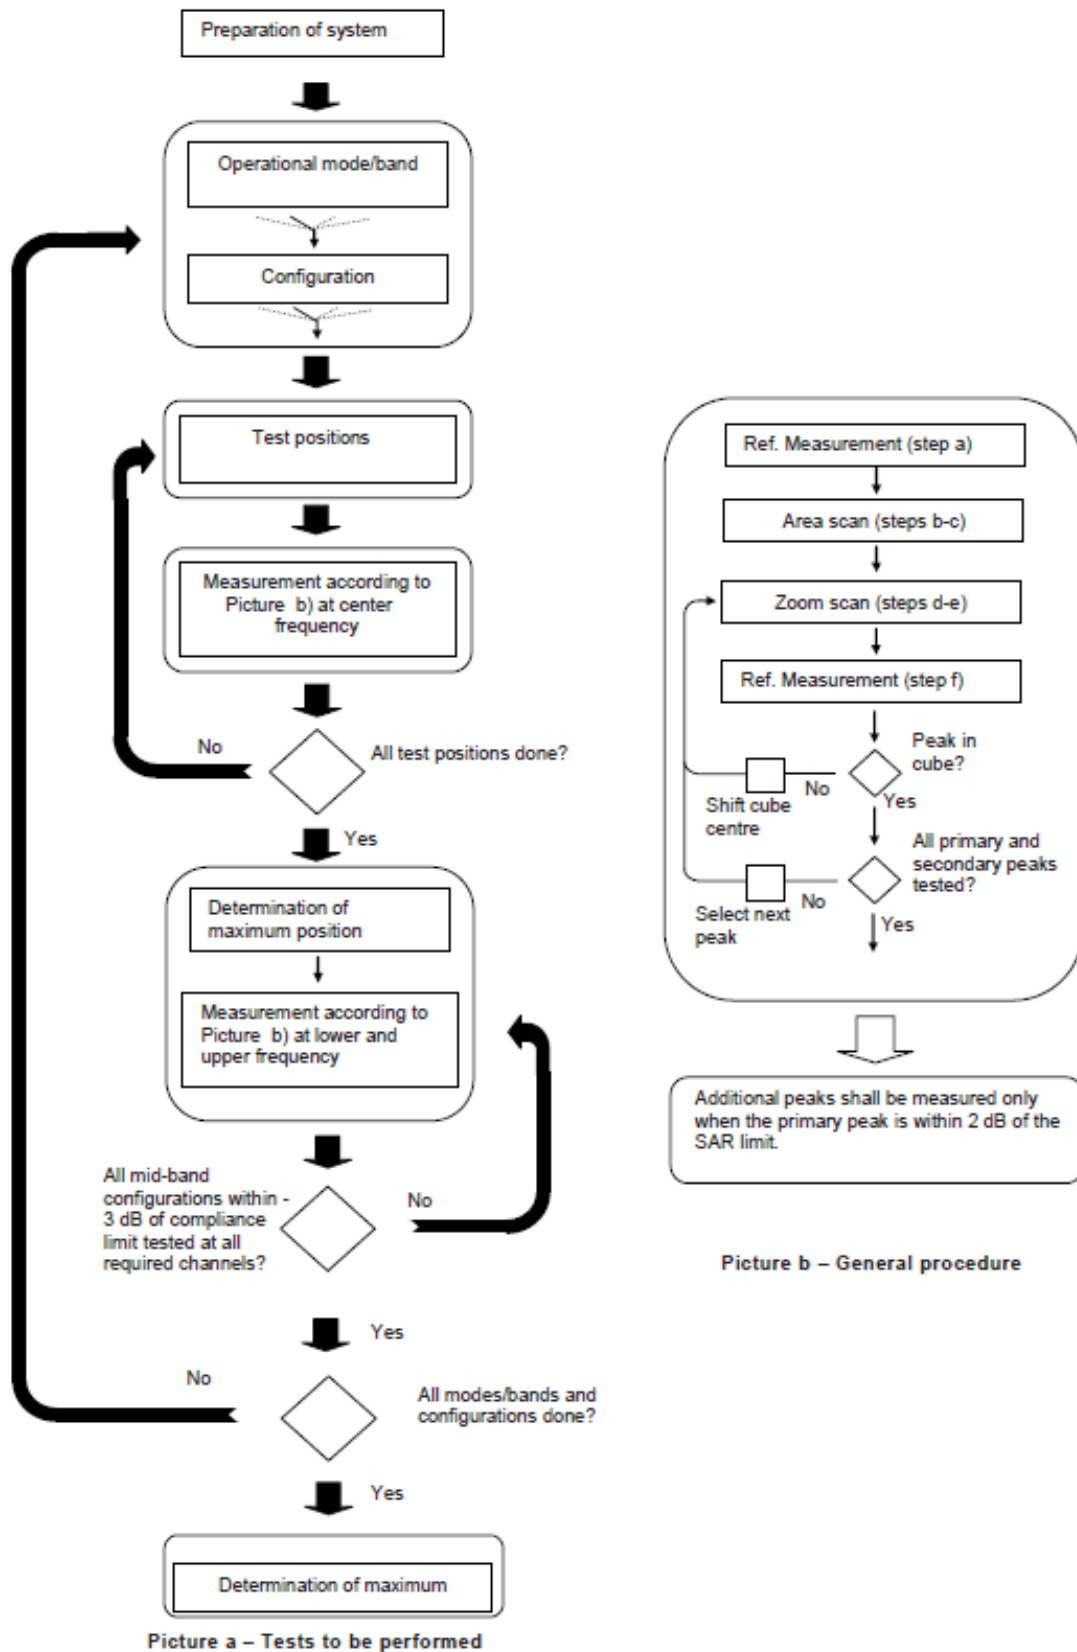 Preparation of system
Operational mode/band
Configuration
Test positions
Measurement according to
Picture b) at center
frequency
No
All test positions done?
Yes
Determination of
maximum position
Measurement according to
Picture b) at lower and
upper frequency
All mid-band
configurations within -
3 dB of compliance
limit tested at all
required channels?
No
Yes
No
All modes/bands and
configurations done?
Yes
Determination of maximum
Picture a – Tests to be performed
Ref. Measurement (step a)
Area scan (steps b-c)
Zoom scan (steps d-e)
Ref. Measurement (step f)
Peak in
cube?
No
Shift cube
centre
Yes
All primary and
secondary peaks
tested?
No
Select next
peak
Yes
Additional peaks shall be measured only
when the primary peak is within 2 dB of the
SAR limit.
Picture b – General procedure